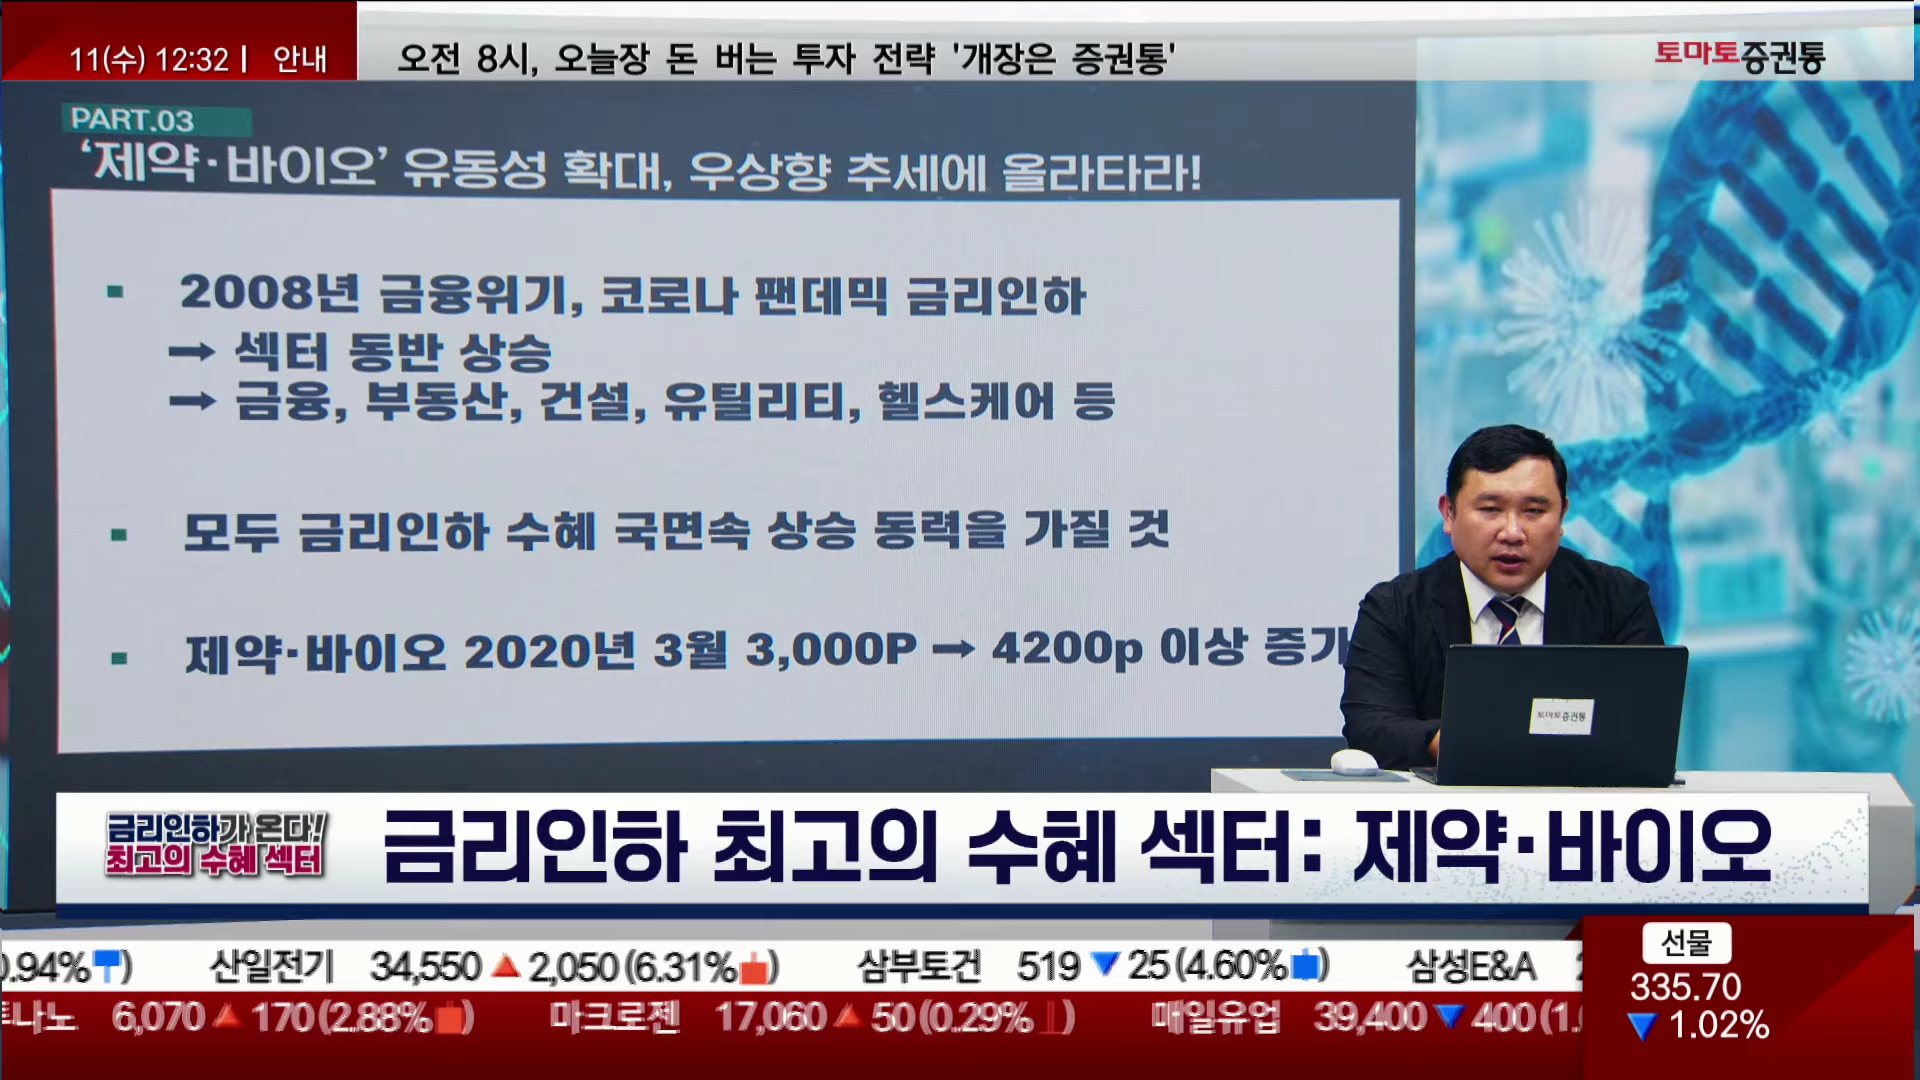 11(수) 12:32 | 안내
오전 8시, 오늘장 돈 버는 투자 전략 '개장은 증권통'
토마토증권통
PART.03
‘제약·바이오’ 유동성 확대, 우상향 추세에 올라타라!
▪ 2008년 금융위기, 코로나 팬데믹 금리인하
→ 섹터 동반 상승
→ 금융, 부동산, 건설, 유틸리티, 헬스케어 등
▪ 모두 금리인하 수혜 국면속 상승 동력을 가질 것
▪ 제약·바이오 2020년 3월 3,000P → 4200p 이상 증가
토마토증권통
금리인하가 온다!
최고의 수혜 섹터
금리인하 최고의 수혜 섹터: 제약·바이오
.94% ) 산일전기 34,550 ▲ 2,050 (6.31% ) 삼부토건 519 ▼ 25 (4.60% ) 삼성E&A
나노 6,070 ▲ 170 (2.88% ) 마크로젠 17,060 ▲ 50 (0.29% ) 매일유업 39,400 ▼ 400 (1.
선물
335.70
▼ 1.02%